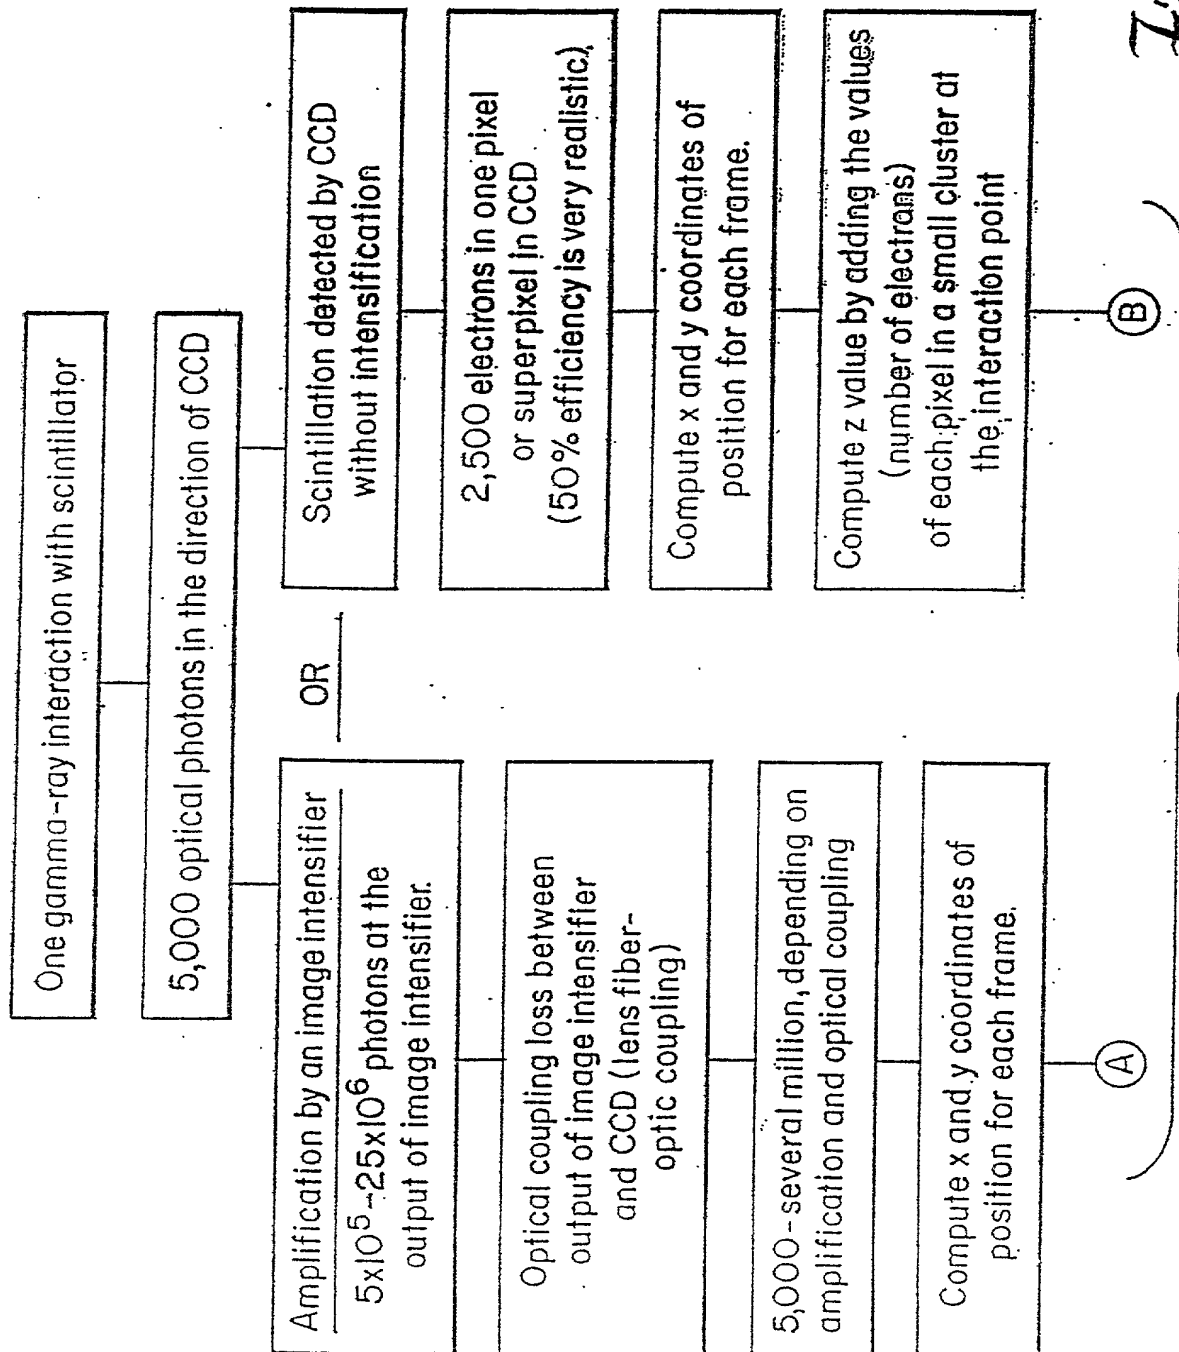 One gamma-ray interaction with scintillator
5,000 optical photons in the direction of CCD
Amplification by an image intensifier
5x10⁵-25x10⁶ photons at the
output of image intensifier.
Optical coupling loss between
output of image intensifier
and CCD (lens fiber-
optic coupling)
5,000-several million, depending on
amplification and optical coupling
Compute x and y coordinates of
position for each frame.
A
OR
Scintillation detected by CCD
without intensification
2,500 electrons in one pixel
or superpixel in CCD
(50% efficiency is very realistic).
Compute x and y coordinates of
position for each frame.
Compute z value by adding the values
(number of electrans)
of each pixel in a small cluster at
the interaction point
B